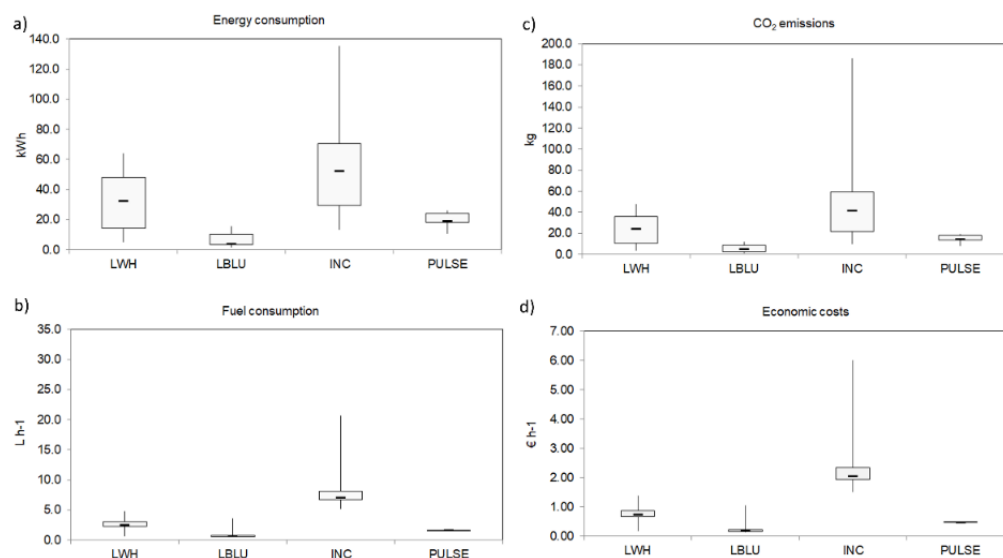 a)
Energy consumption
140.0
120.0
100.0
80.0
60.0
40.0
20.0
0.0
kWh
LWH LBLU INC PULSE
c)
CO₂ emissions
200.0
180.0
160.0
140.0
120.0
100.0
80.0
60.0
40.0
20.0
0.0
kg
LWH LBLU INC PULSE
b)
Fuel consumption
35.0
30.0
25.0
20.0
15.0
10.0
5.0
0.0
L h-1
LWH LBLU INC PULSE
d)
Economic costs
7.00
6.00
5.00
4.00
3.00
2.00
1.00
0.00
€ h-1
LWH LBLU INC PULSE